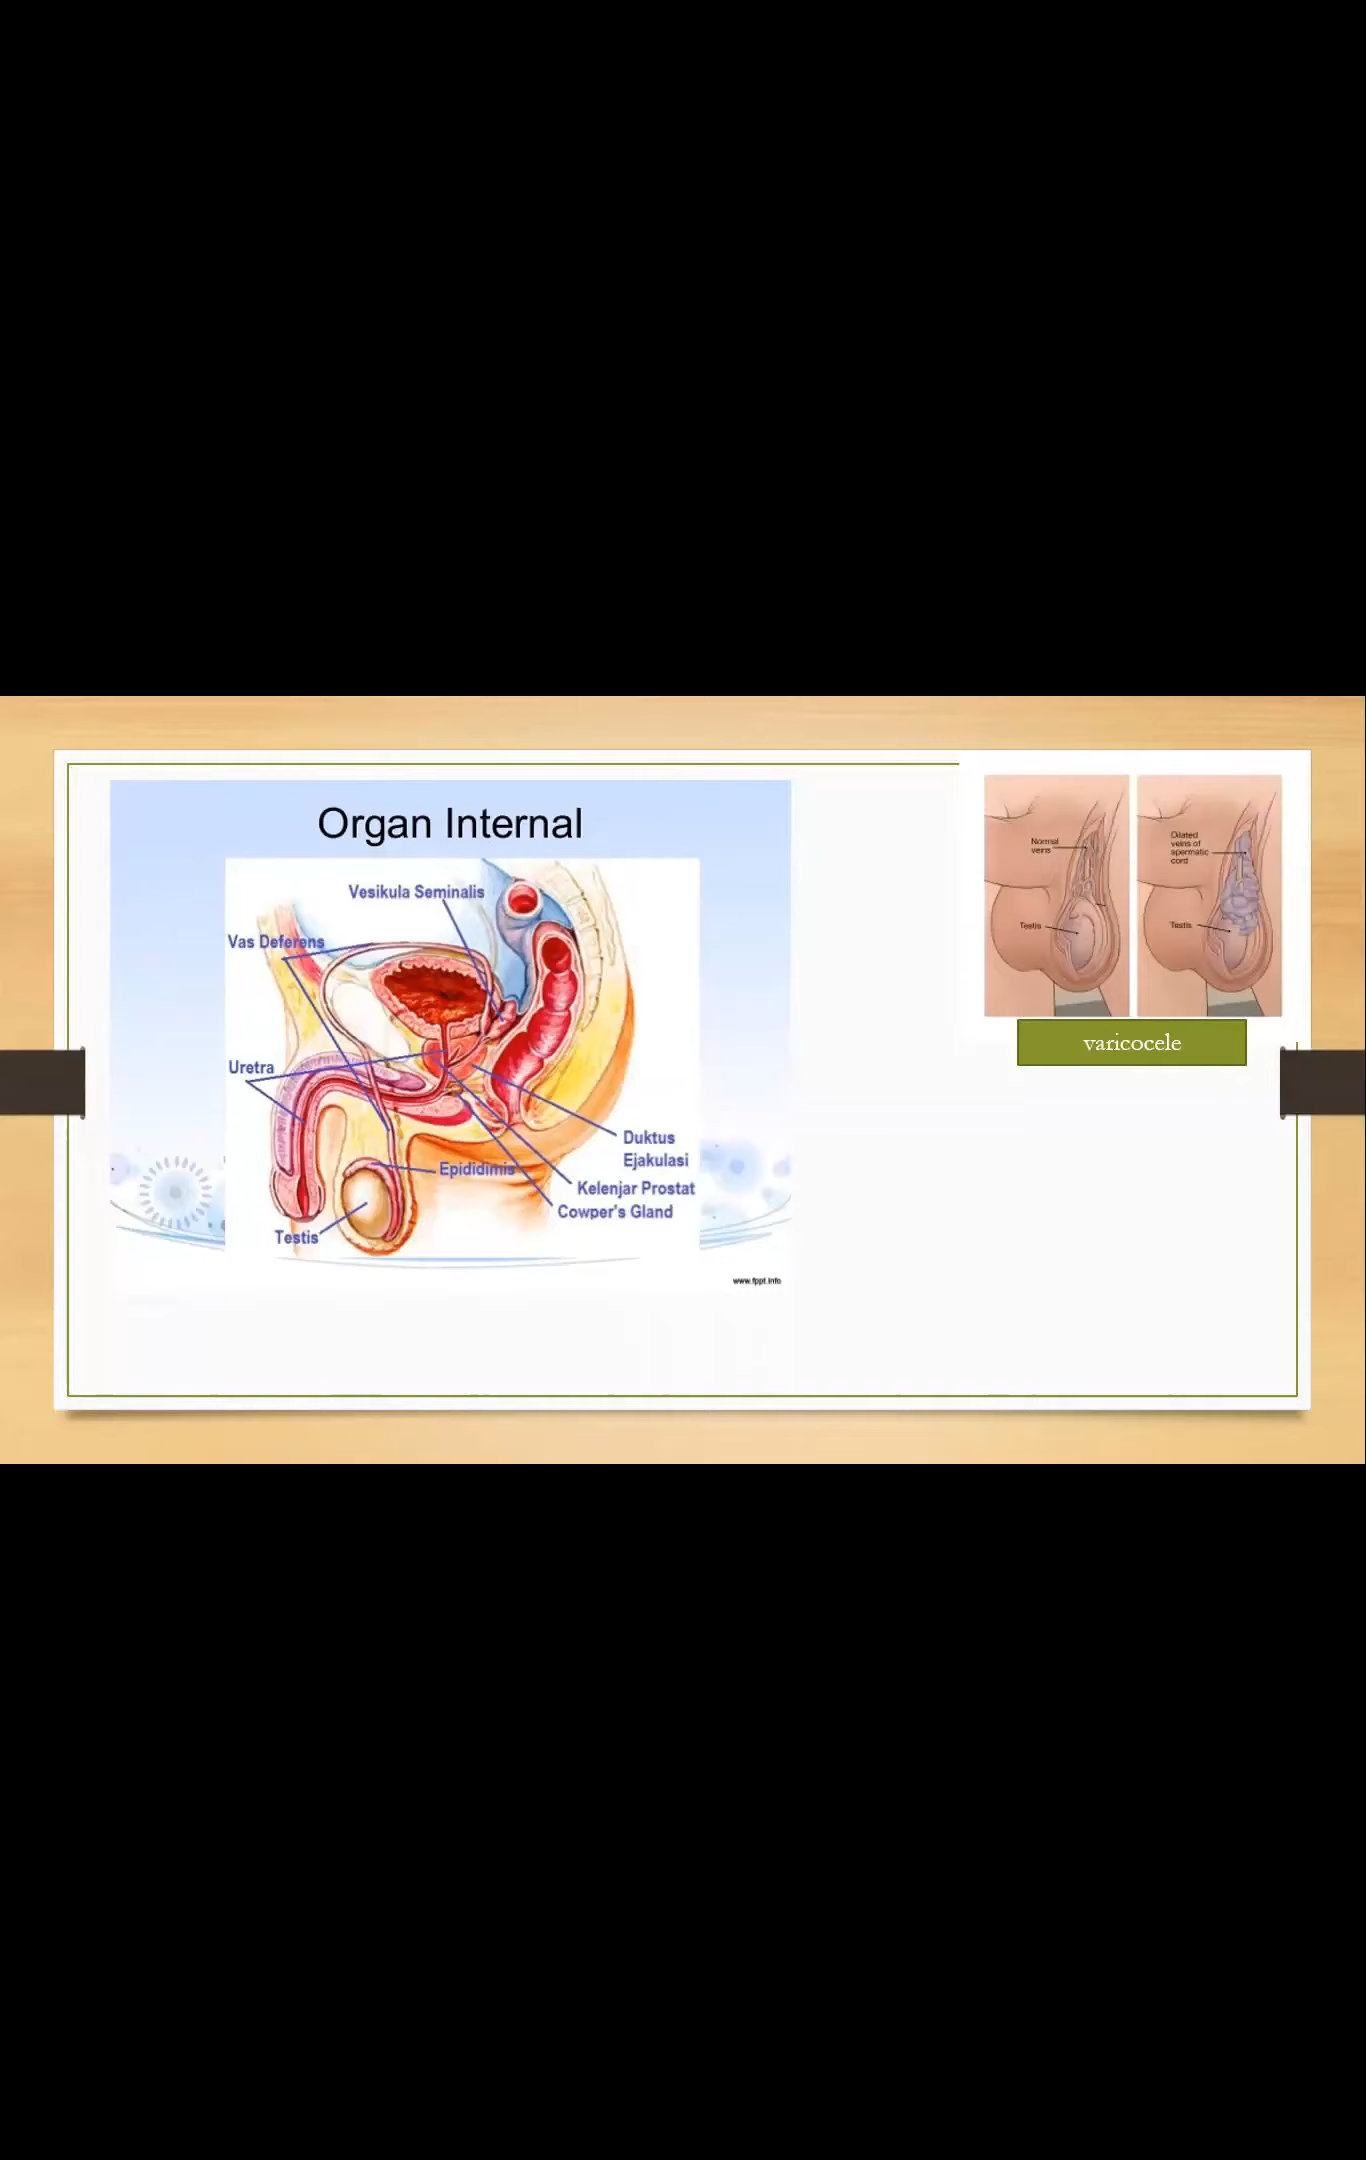 Organ Internal
Vesikula Seminalis
Vas Deferens
Uretra
Duktus
Ejakulasi
Epididimis
Kelenjar Prostat
Cowper's Gland
Testis
www.fppt.info
Normal
veins
Testis
Dilated
veins of
spermatic
cord
Testis
varicocele